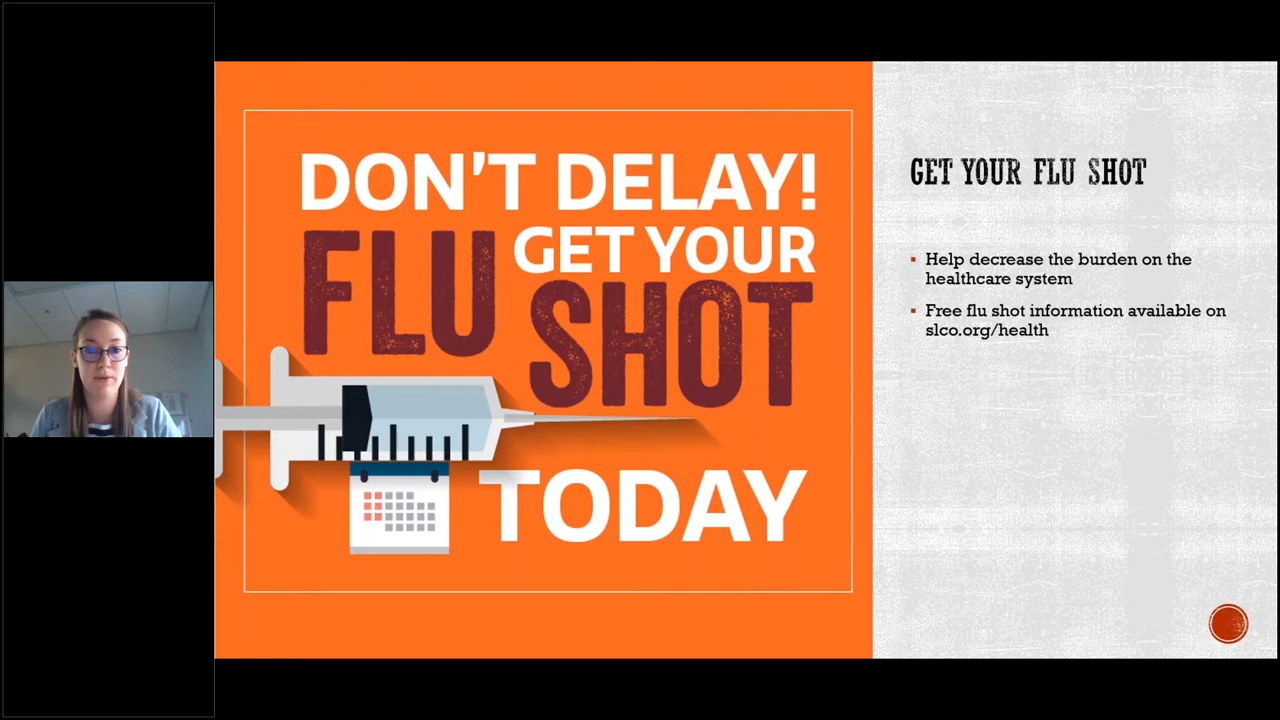 DON'T DELAY!
GET YOUR
FLU
SHOT
TODAY
GET YOUR FLU SHOT
▪ Help decrease the burden on the
healthcare system
▪ Free flu shot information available on
slco.org/health